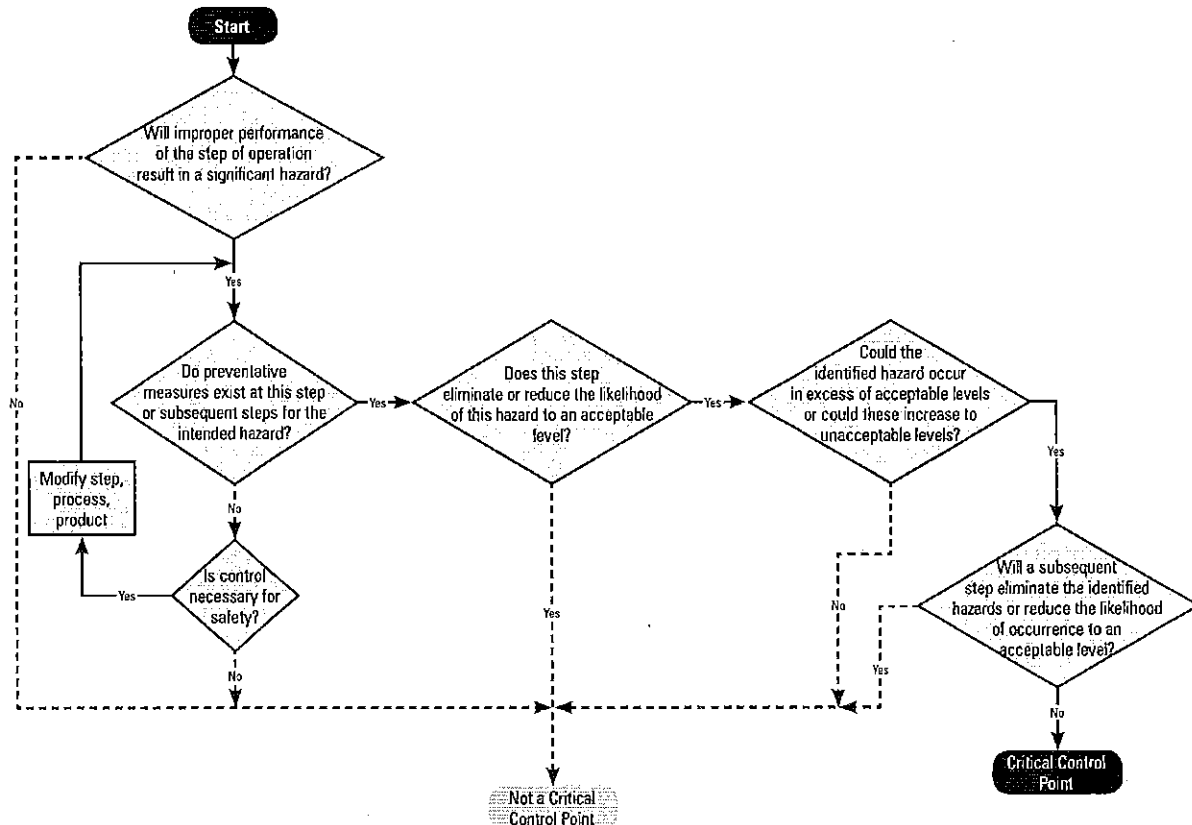 Start
Will improper performance
of the step of operation
result in a significant hazard?
No
Yes
Do preventative
measures exist at this step
or subsequent steps for the
intended hazard?
Yes
Does this step
eliminate or reduce the likelihood
of this hazard to an acceptable
level?
Yes
Could the
identified hazard occur
in excess of acceptable levels
or could these increase to
unacceptable levels?
Yes
Modify step,
process,
product
No
Is control
necessary for
safety?
Yes
No
Yes
No
Will a subsequent
step eliminate the identified
hazards or reduce the likelihood
of occurrence to an
acceptable level?
Yes
No
Critical Control
Point
Not a Critical
Control Point